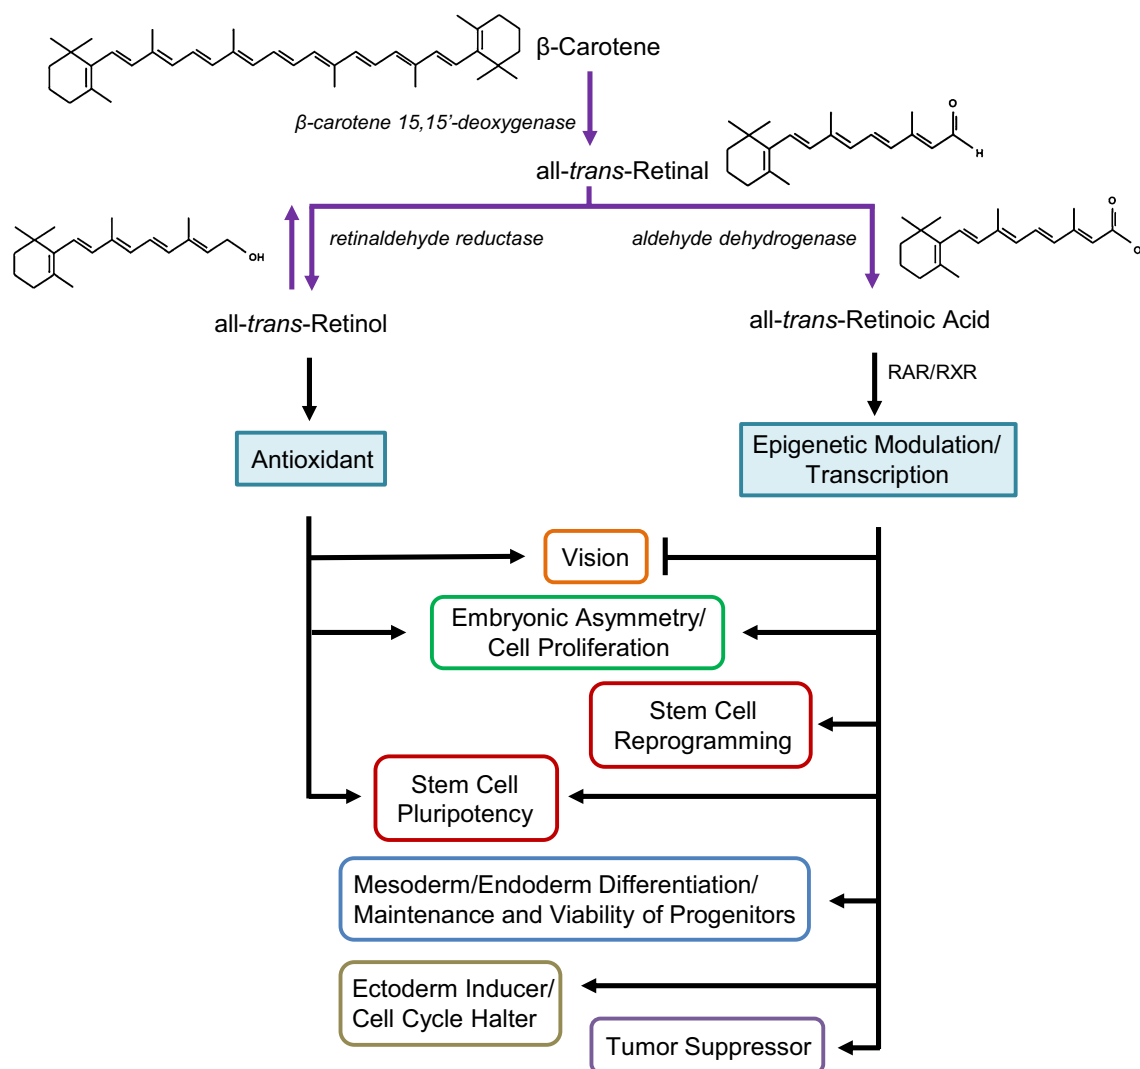 β-Carotene
β-carotene 15,15’-deoxygenase
O
H
all-trans-Retinal
OH
retinaldehyde reductase
aldehyde dehydrogenase
O
O
all-trans-Retinol
all-trans-Retinoic Acid
RAR/RXR
Antioxidant
Epigenetic Modulation/
Transcription
Vision
Embryonic Asymmetry/
Cell Proliferation
Stem Cell
Reprogramming
Stem Cell
Pluripotency
Mesoderm/Endoderm Differentiation/
Maintenance and Viability of Progenitors
Ectoderm Inducer/
Cell Cycle Halter
Tumor Suppressor